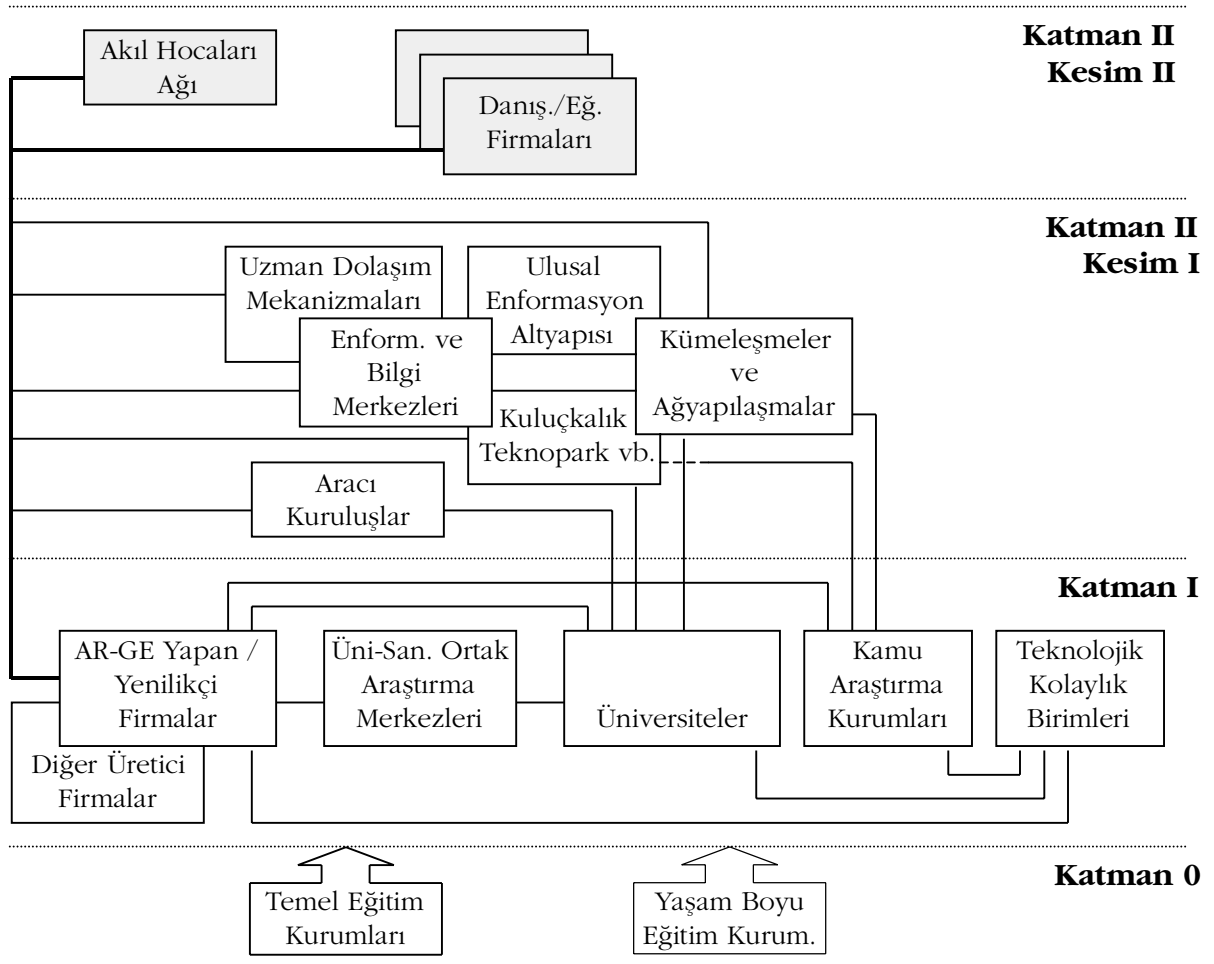 Katman II
Kesim II
Akıl Hocaları
Ağı
Danış./Eğ.
Firmaları
Katman II
Kesim I
Uzman Dolaşım
Mekanizmaları
Ulusal
Enformasyon
Altyapısı
Enform. ve
Bilgi
Merkezleri
Kümeleşmeler
ve
Ağyapılaşmalar
Kuluçkalık
Teknopark vb.
Aracı
Kuruluşlar
Katman I
AR-GE Yapan /
Yenilikçi
Firmalar
Üni-San. Ortak
Araştırma
Merkezleri
Üniversiteler
Kamu
Araştırma
Kurumları
Teknolojik
Kolaylık
Birimleri
Diğer Üretici
Firmalar
Katman 0
Temel Eğitim
Kurumları
Yaşam Boyu
Eğitim Kurum.